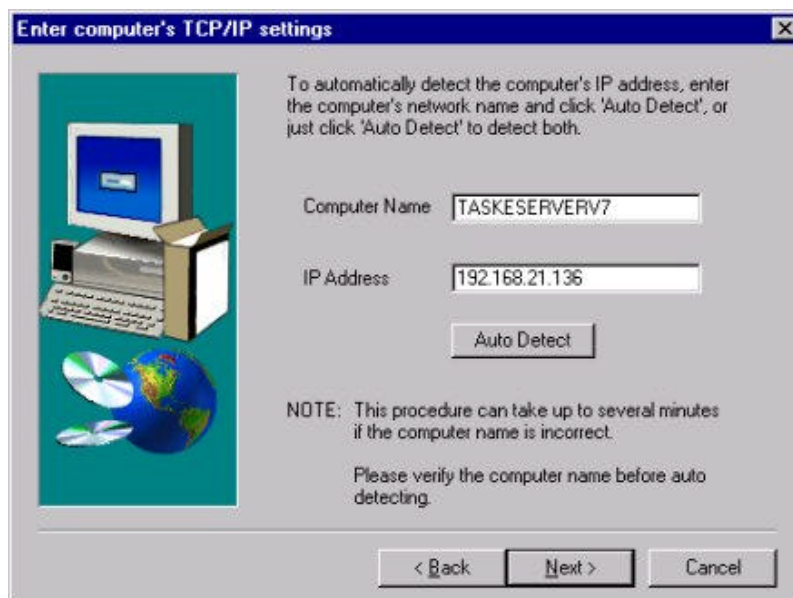 Enter computer's TCP/IP settings
To automatically detect the computer's IP address, enter
the computer's network name and click 'Auto Detect', or
just click 'Auto Detect' to detect both.
Computer Name TASKESERVERV7
IP Address 192.168.21.136
Auto Detect
NOTE: This procedure can take up to several minutes
if the computer name is incorrect.
Please verify the computer name before auto
detecting.
< Back Next > Cancel